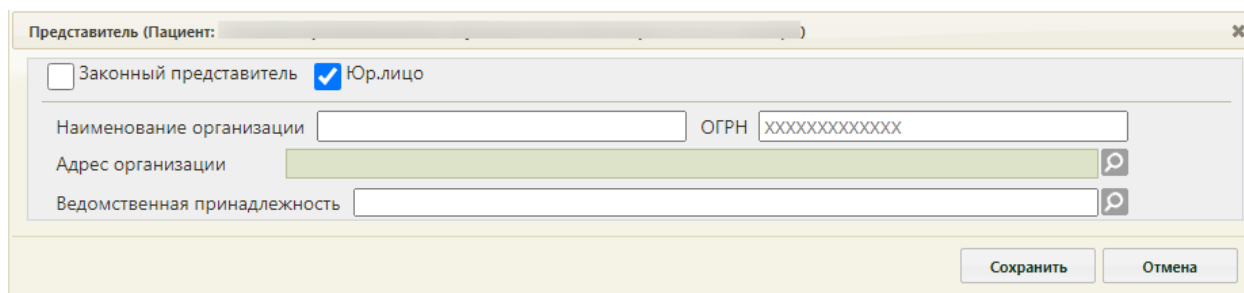 Представитель (Пациент: )
Законный представитель Юр.лицо
Наименование организации ОГРН XXXXXXXXXXXXX
Адрес организации
Ведомственная принадлежность
Сохранить Отмена